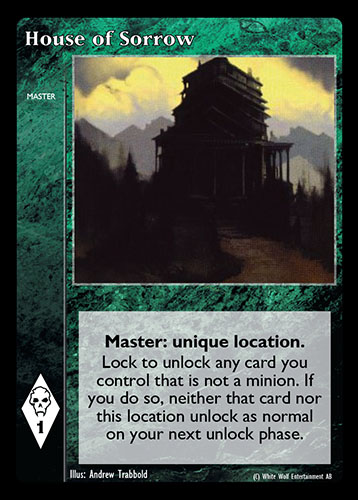 House of Sorrow
MASTER
Master: unique location.
Lock to unlock any card you
control that is not a minion. If
you do so, neither that card nor
this location unlock as normal
on your next unlock phase.
1
Illus: Andrew Trabbold (C) White Wolf Entertainment AB